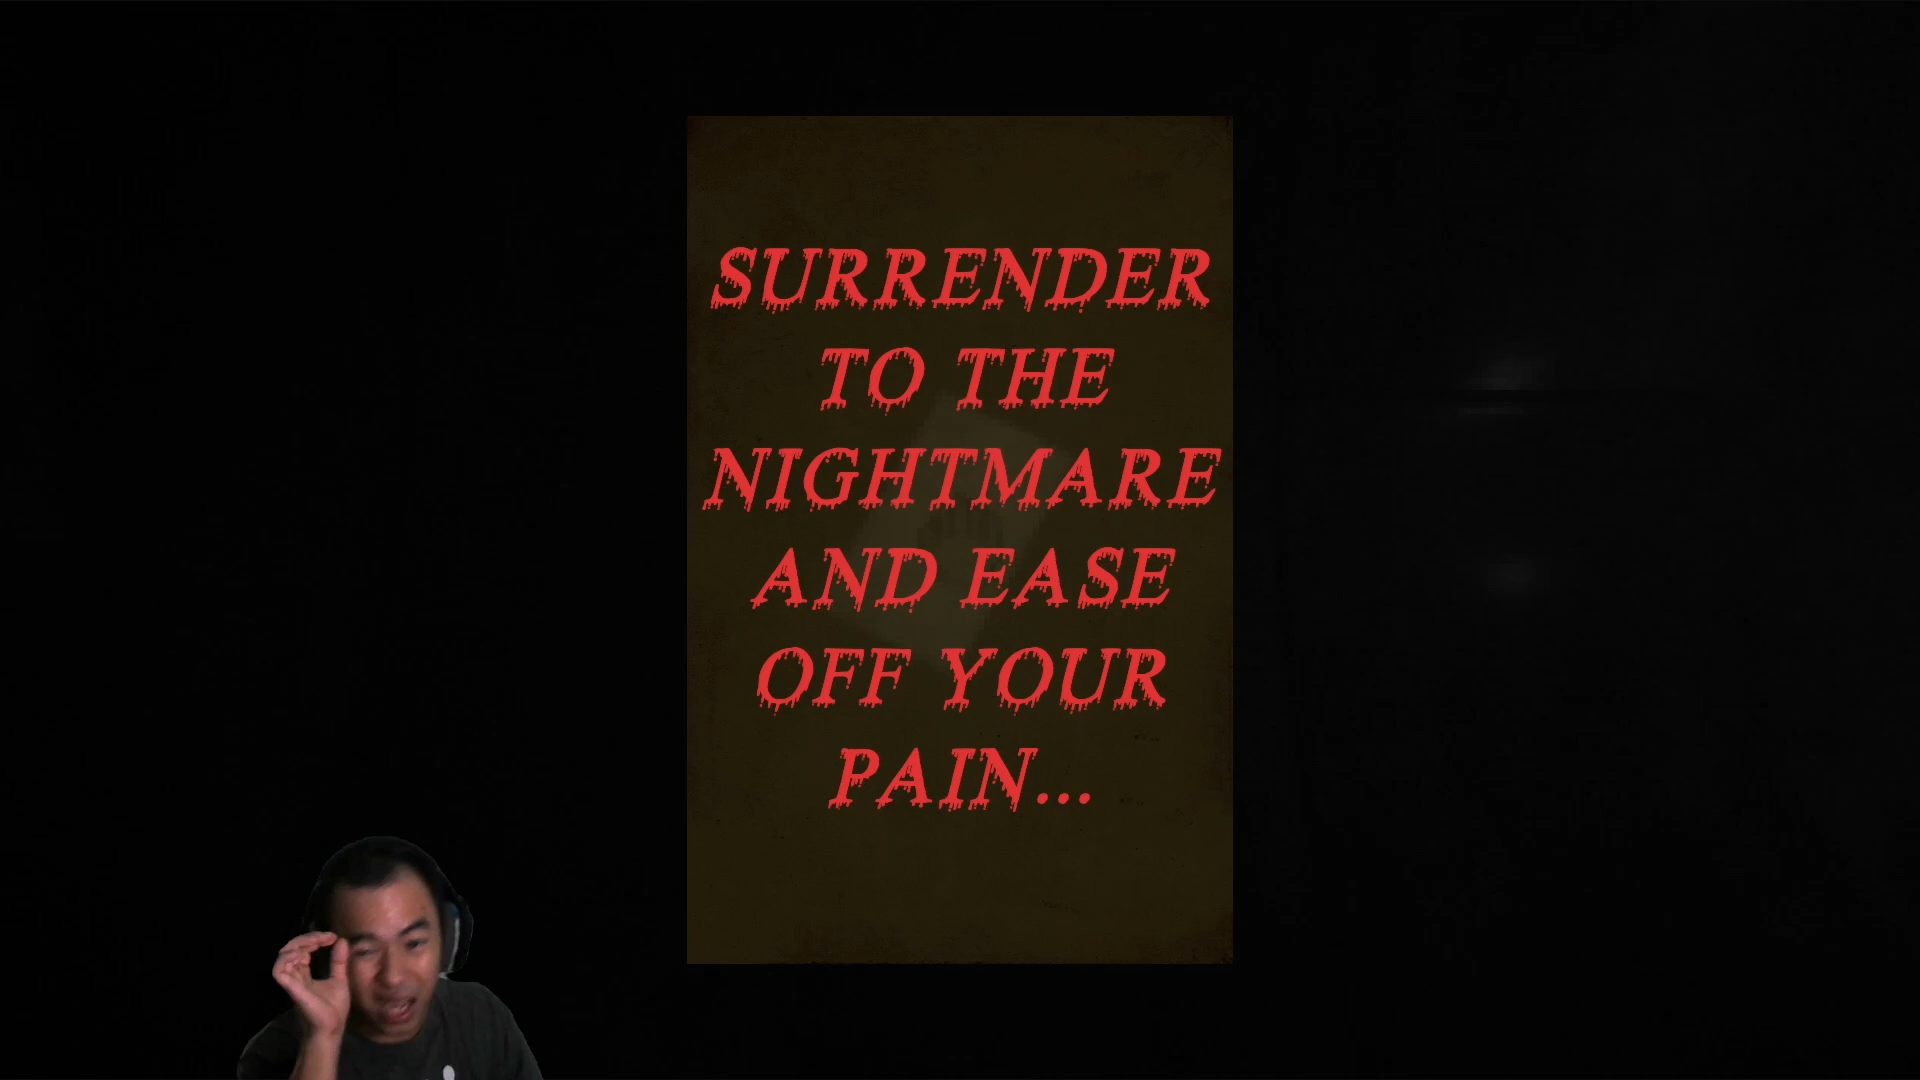 SURRENDER
TO THE
NIGHTMARE
AND EASE
OFF YOUR
PAIN...